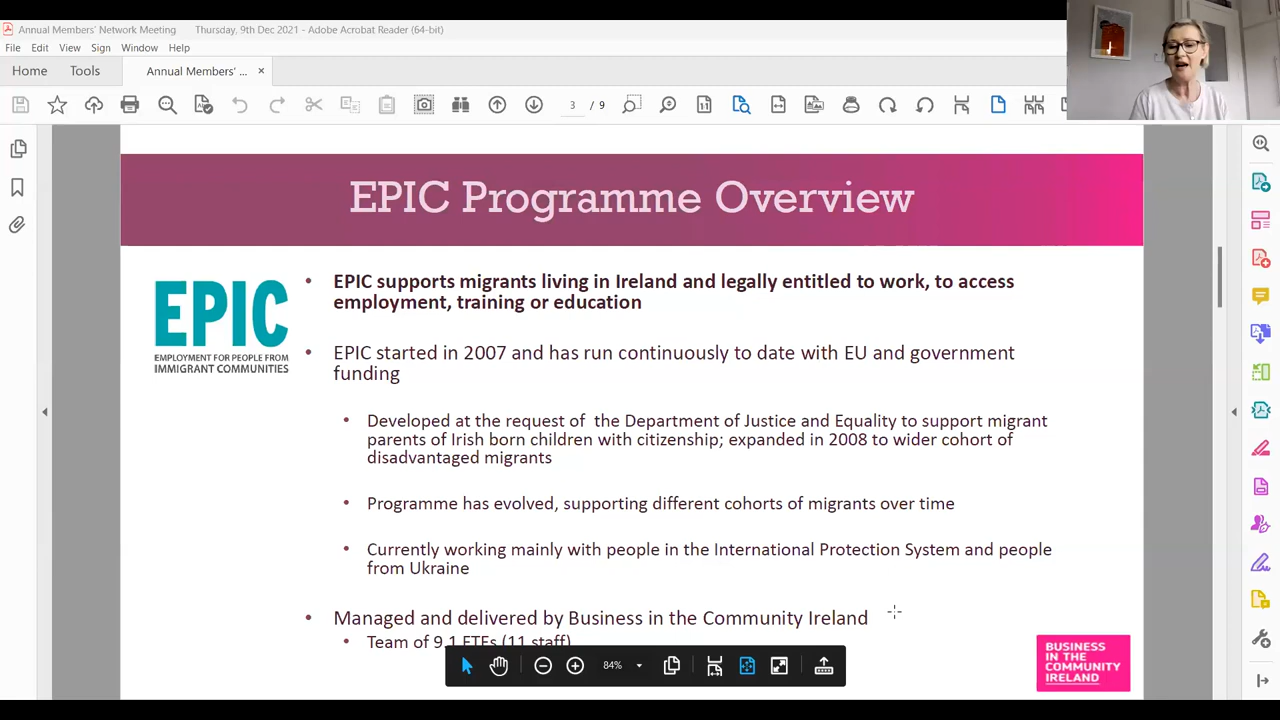 Annual Members' Network Meeting Thursday, 9th Dec 2021 - Adobe Acrobat Reader (64-bit)
File Edit View Sign Window Help
Home Tools Annual Members' ... ×
3 / 9
EPIC Programme Overview
EPIC
EMPLOYMENT FOR PEOPLE FROM
IMMIGRANT COMMUNITIES
• EPIC supports migrants living in Ireland and legally entitled to work, to access
employment, training or education
• EPIC started in 2007 and has run continuously to date with EU and government
funding
• Developed at the request of the Department of Justice and Equality to support migrant
parents of Irish born children with citizenship; expanded in 2008 to wider cohort of
disadvantaged migrants
• Programme has evolved, supporting different cohorts of migrants over time
• Currently working mainly with people in the International Protection System and people
from Ukraine
• Managed and delivered by Business in the Community Ireland
• Team of 9.1 FTEs (11 staff)
84%
BUSINESS
IN THE
COMMUNITY
IRELAND